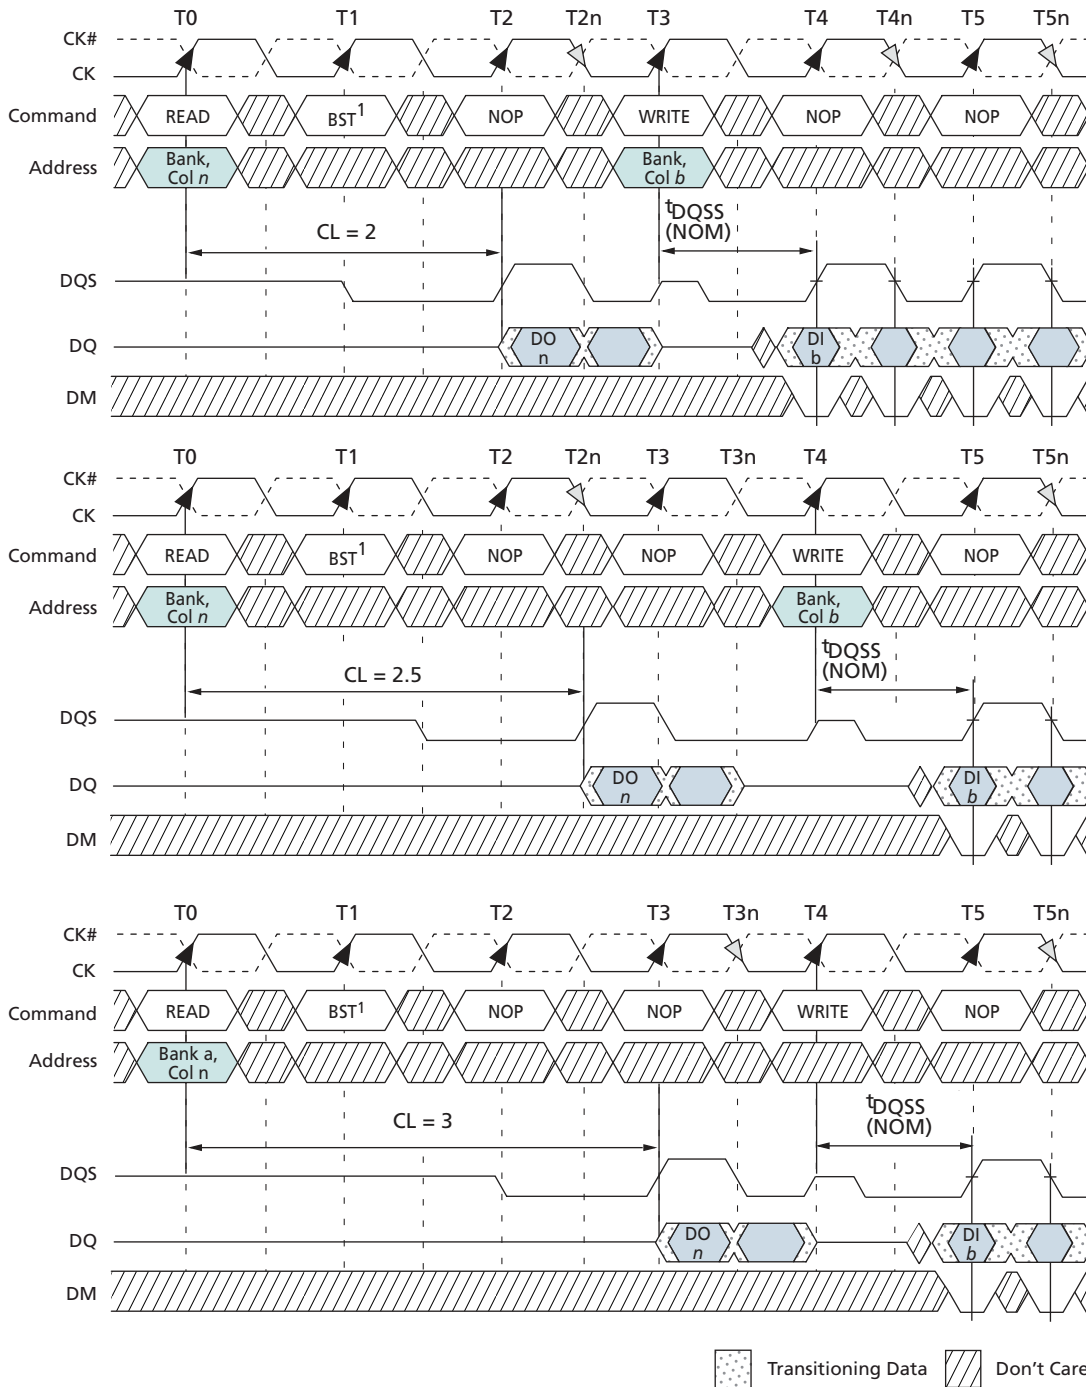 T0 T1 T2 T2n T3 T4 T4n T5 T5n
CK#
CK
Command READ BST1 NOP WRITE NOP NOP
Address Bank, Col n Bank, Col b
CL = 2 tDQSS (NOM)
DQS
DQ DO n DI b
DM
T0 T1 T2 T2n T3 T3n T4 T5 T5n
CK#
CK
Command READ BST1 NOP NOP WRITE NOP
Address Bank, Col n Bank, Col b
CL = 2.5 tDQSS (NOM)
DQS
DQ DO n DI b
DM
T0 T1 T2 T3 T3n T4 T5 T5n
CK#
CK
Command READ BST1 NOP NOP WRITE NOP
Address Bank a, Col n
CL = 3 tDQSS (NOM)
DQS
DQ DO n DI b
DM
Transitioning Data Don't Care